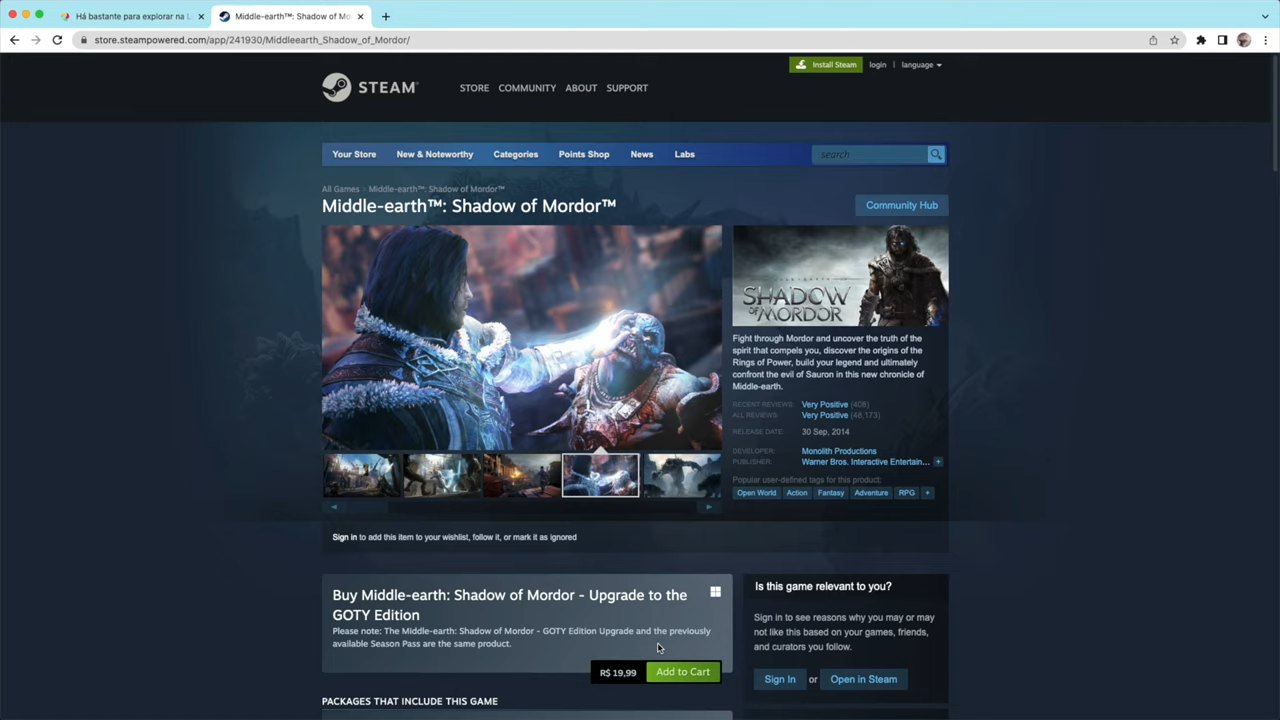 Há bastante para explorar na L
Middle-earth™: Shadow of Mo
store.steampowered.com/app/241930/Middleearth_Shadow_of_Mordor/
Install Steam
login
language
STEAM
STORE
COMMUNITY
ABOUT
SUPPORT
Your Store
New & Noteworthy
Categories
Points Shop
News
Labs
search
All Games > Middle-earth™: Shadow of Mordor™
Middle-earth™: Shadow of Mordor™
Community Hub
SHADOW
OF MORDOR
Fight through Mordor and uncover the truth of the
spirit that compels you, discover the origins of the
Rings of Power, build your legend and ultimately
confront the evil of Sauron in this new chronicle of
Middle-earth.
RECENT REVIEWS: Very Positive (408)
ALL REVIEWS: Very Positive (48,173)
RELEASE DATE: 30 Sep, 2014
DEVELOPER: Monolith Productions
PUBLISHER: Warner Bros. Interactive Entertain...
Popular user-defined tags for this product:
Open World
Action
Fantasy
Adventure
RPG
+
Sign in to add this item to your wishlist, follow it, or mark it as ignored
Buy Middle-earth: Shadow of Mordor - Upgrade to the
GOTY Edition
Please note: The Middle-earth: Shadow of Mordor - GOTY Edition Upgrade and the previously
available Season Pass are the same product.
R$ 19,99
Add to Cart
Is this game relevant to you?
Sign in to see reasons why you may or may
not like this based on your games, friends,
and curators you follow.
Sign In or Open in Steam
PACKAGES THAT INCLUDE THIS GAME